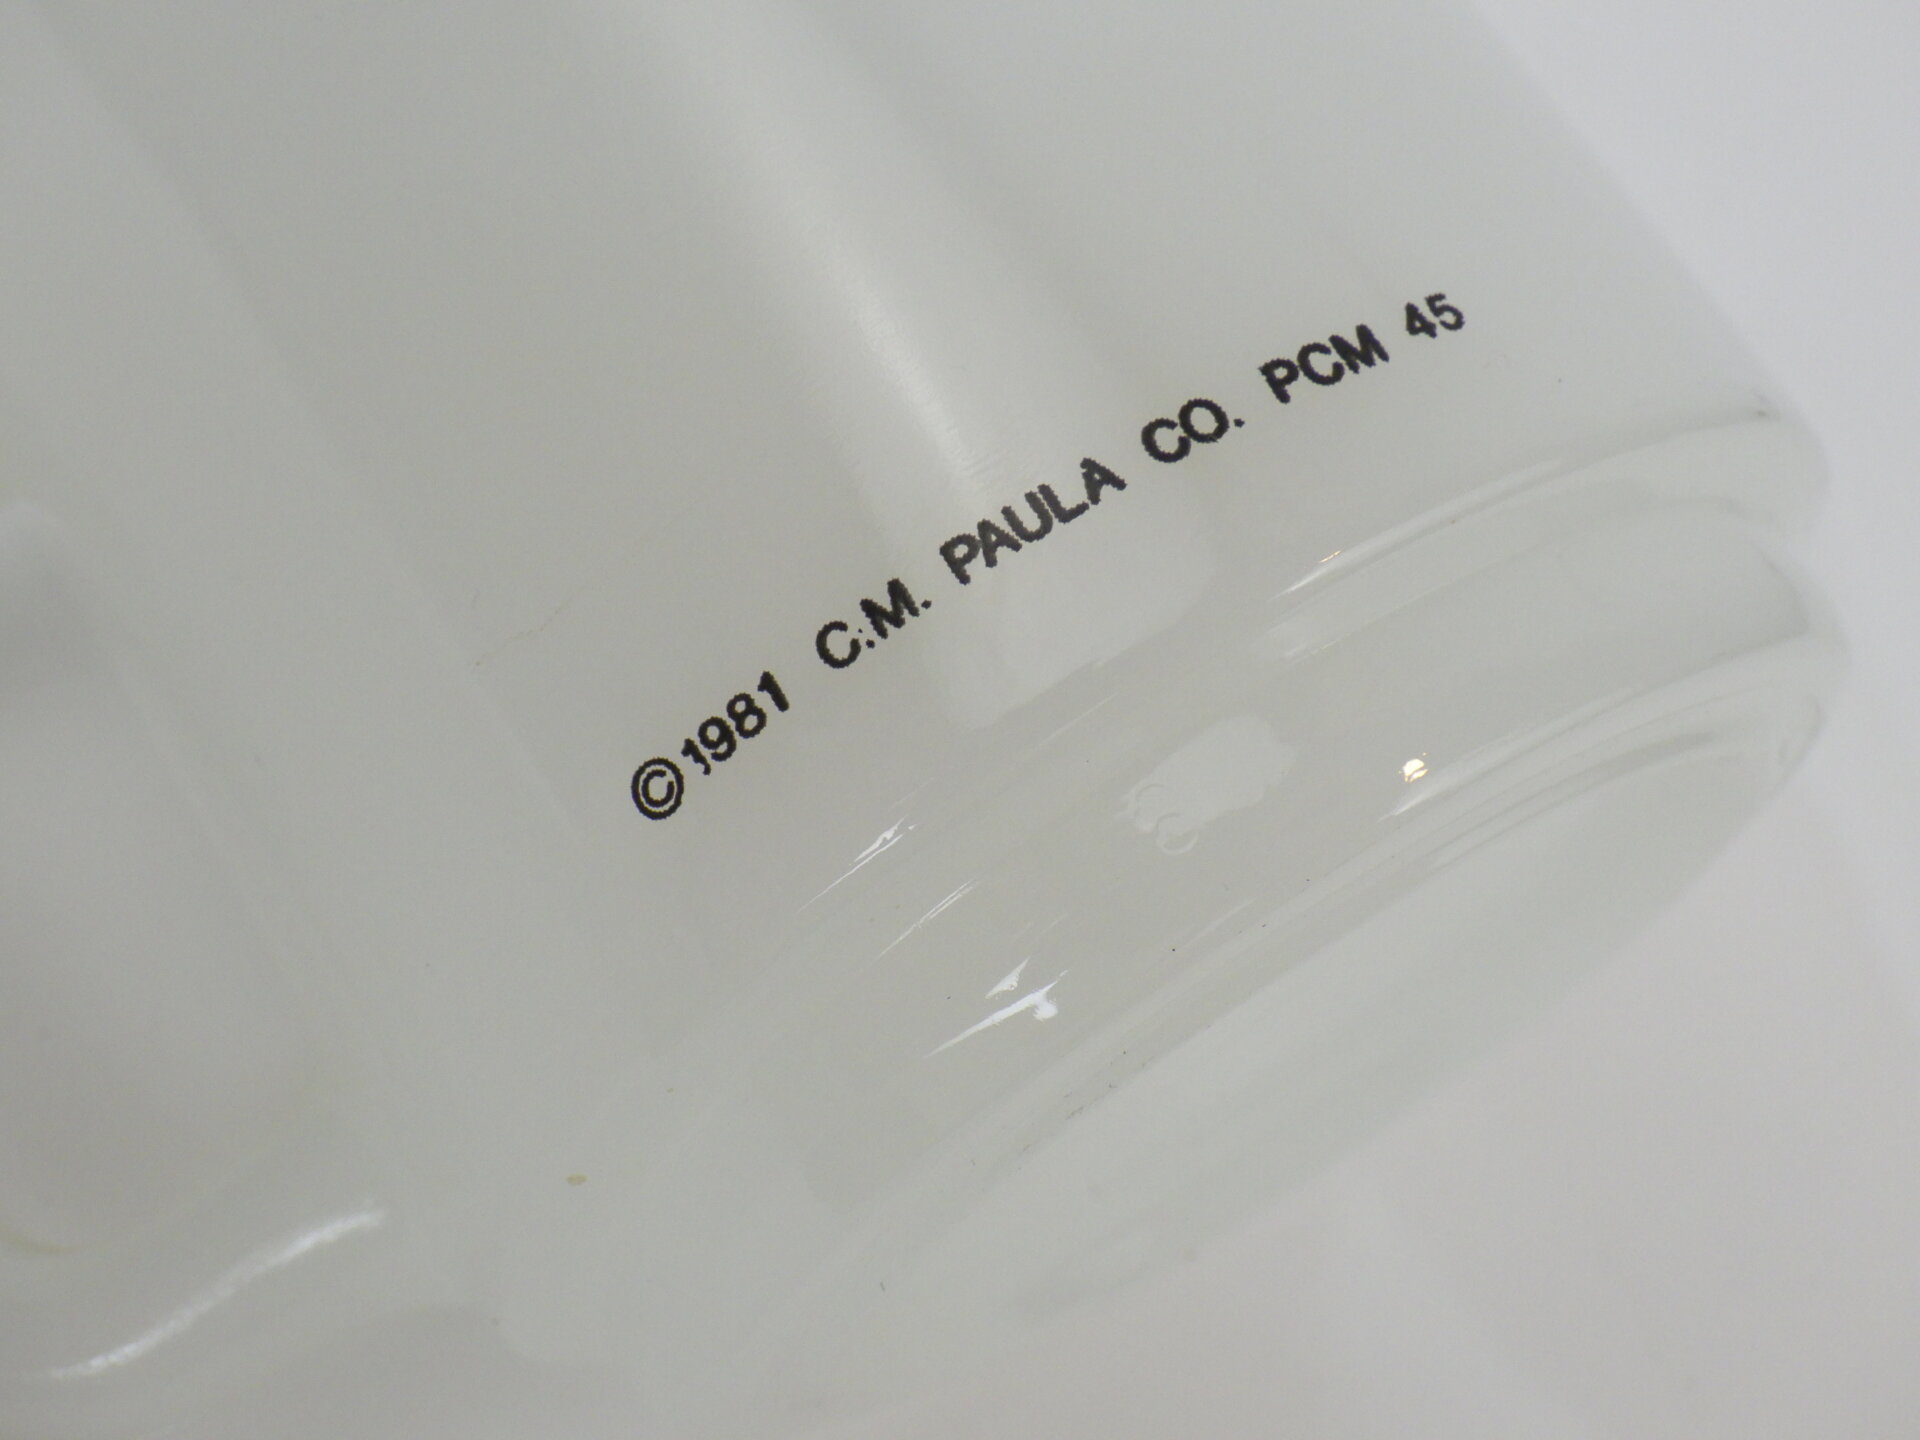 ©1981 C.M. PAULA CO. PCM 45